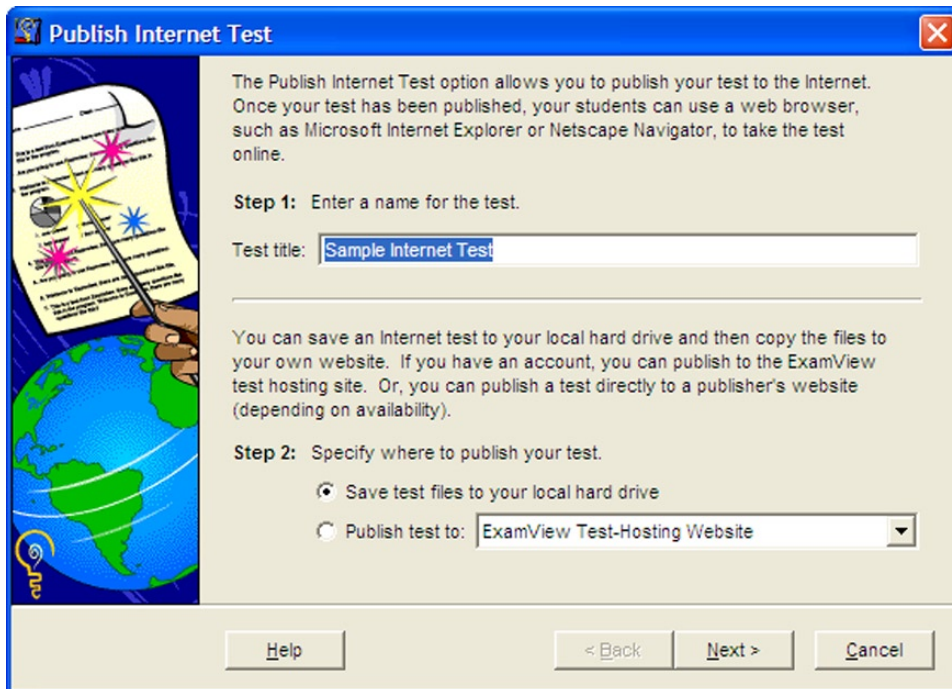 Publish Internet Test
The Publish Internet Test option allows you to publish your test to the Internet.
Once your test has been published, your students can use a web browser,
such as Microsoft Internet Explorer or Netscape Navigator, to take the test
online.
Step 1: Enter a name for the test.
Test title: Sample Internet Test
You can save an Internet test to your local hard drive and then copy the files to
your own website. If you have an account, you can publish to the ExamView
test hosting site. Or, you can publish a test directly to a publisher's website
(depending on availability).
Step 2: Specify where to publish your test.
Save test files to your local hard drive
Publish test to: ExamView Test-Hosting Website
Help < Back Next > Cancel